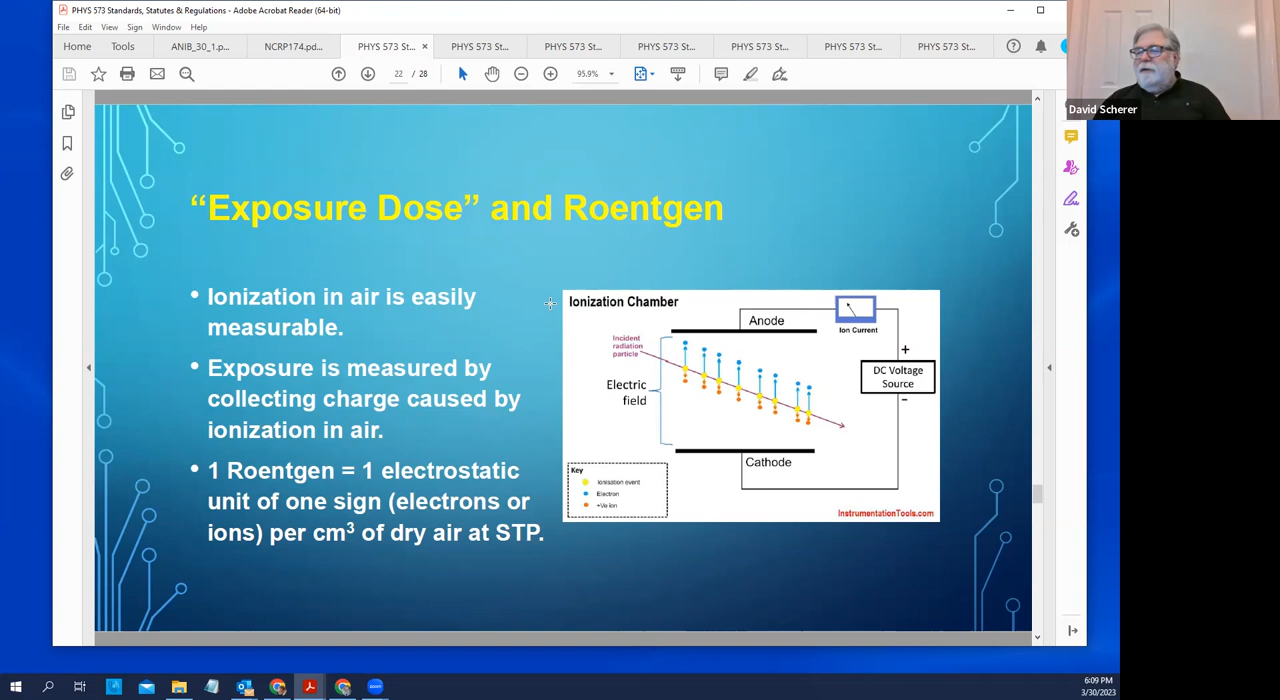 PHYS 573 Standards, Statutes & Regulations - Adobe Acrobat Reader (64-bit)
File Edit View Sign Window Help
Home Tools ANIB_30_1.p... NCRP174.pd... PHYS 573 St... × PHYS 573 St... PHYS 573 St... PHYS 573 St... PHYS 573 St... PHYS 573 St... PHYS 573 St...
22 / 28 95.9%
David Scherer
“Exposure Dose” and Roentgen
• Ionization in air is easily
measurable.
• Exposure is measured by
collecting charge caused by
ionization in air.
• 1 Roentgen = 1 electrostatic
unit of one sign (electrons or
ions) per cm³ of dry air at STP.
Ionization Chamber
Anode
Ion Current
Incident
radiation
particle
+
DC Voltage
Source
-
Electric
field
Cathode
Key
Ionisation event
Electron
+Ve ion
InstrumentationTools.com
6:09 PM
3/30/2023